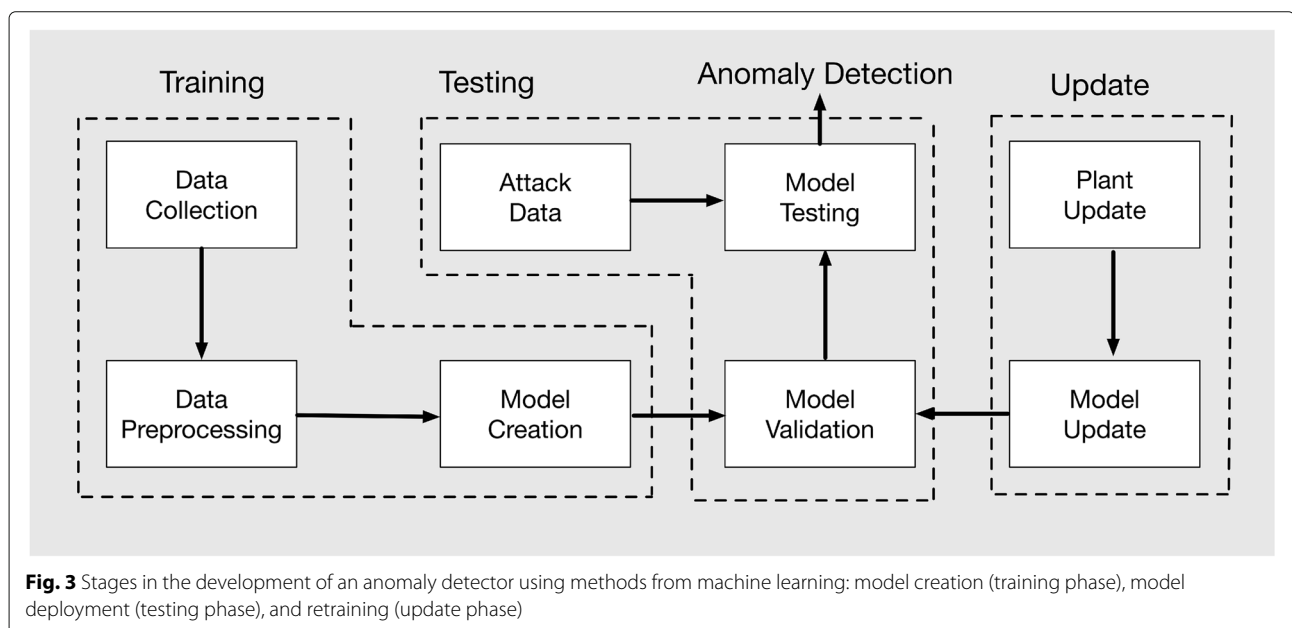 Training
Testing
Anomaly Detection
Update
Data
Collection
Attack
Data
Model
Testing
Plant
Update
Data
Preprocessing
Model
Creation
Model
Validation
Model
Update
Fig. 3 Stages in the development of an anomaly detector using methods from machine learning: model creation (training phase), model
deployment (testing phase), and retraining (update phase)